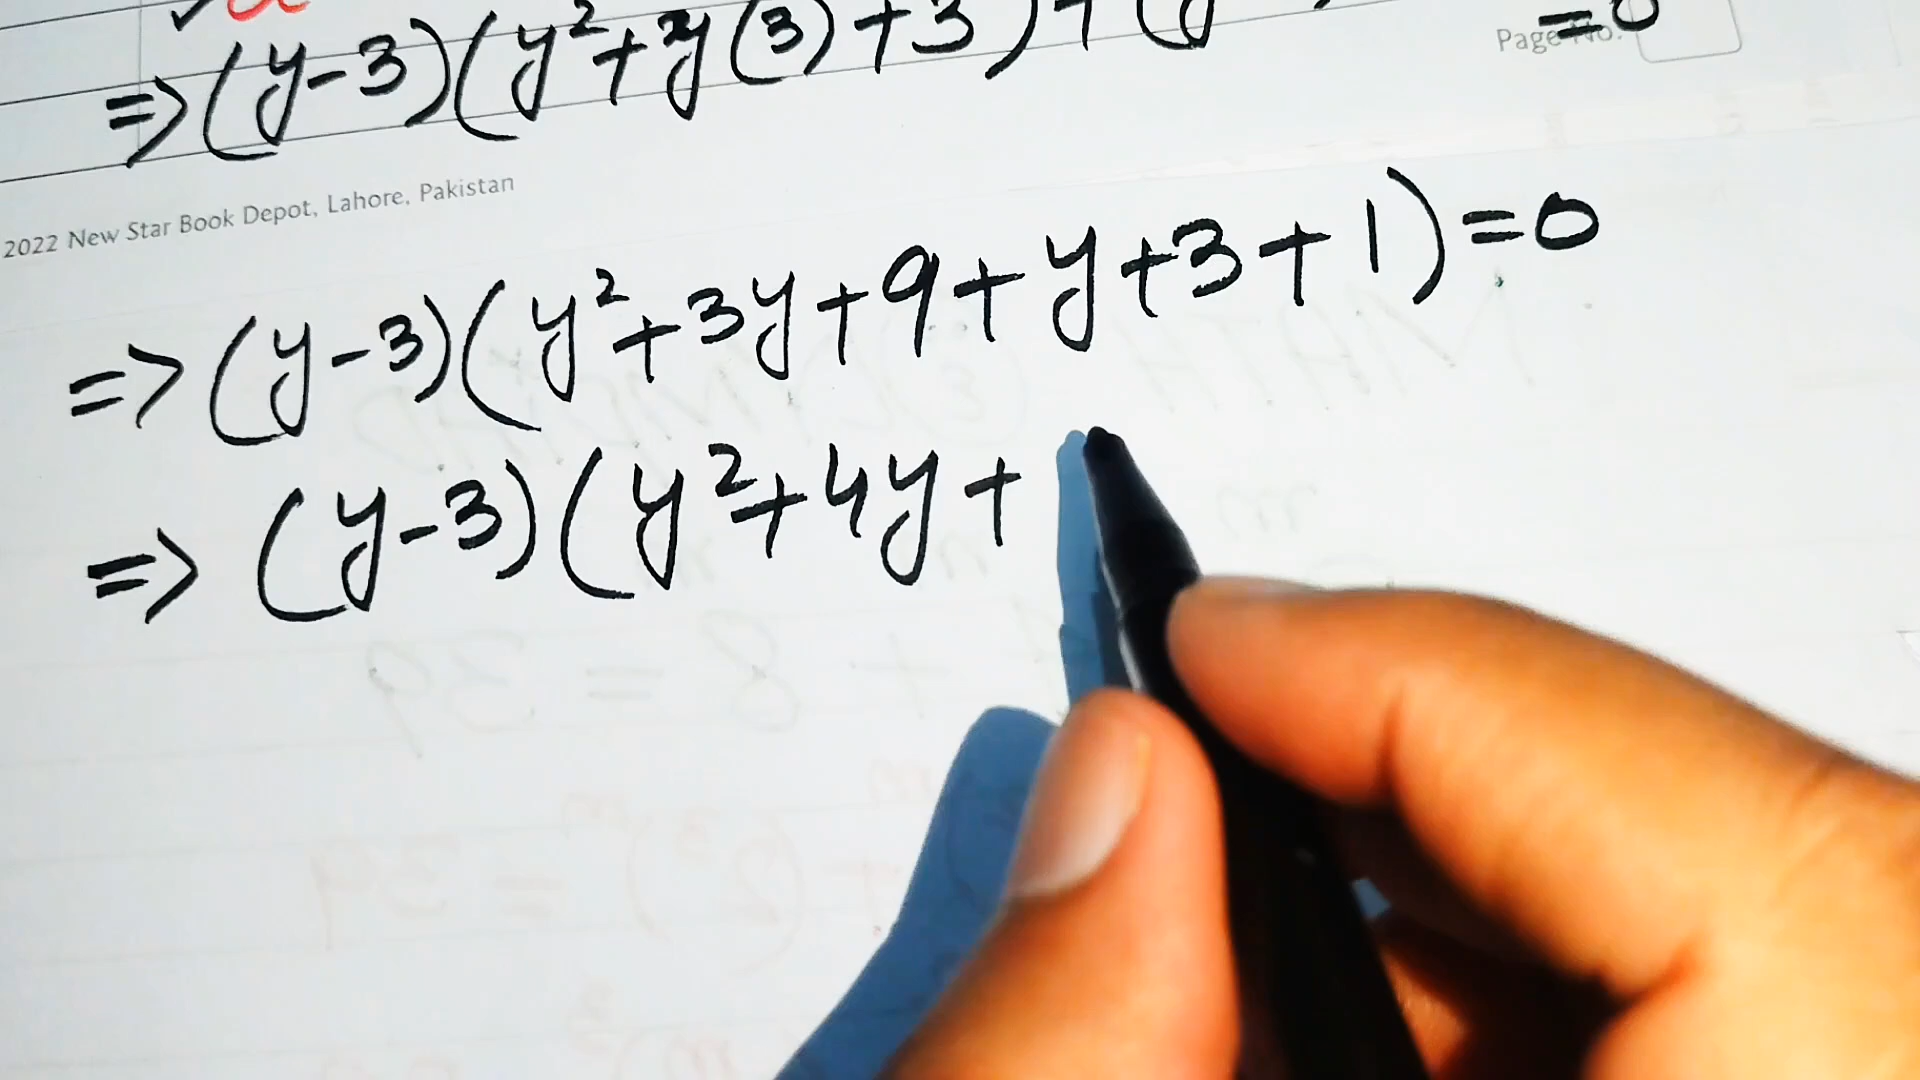 => (y-3)(y²+y(3)+3 )+(y =0
Page No.
2022 New Star Book Depot, Lahore, Pakistan
=> (y-3)(y²+3y+9+y+3+1)=0
=> (y-3)(y²+4y+